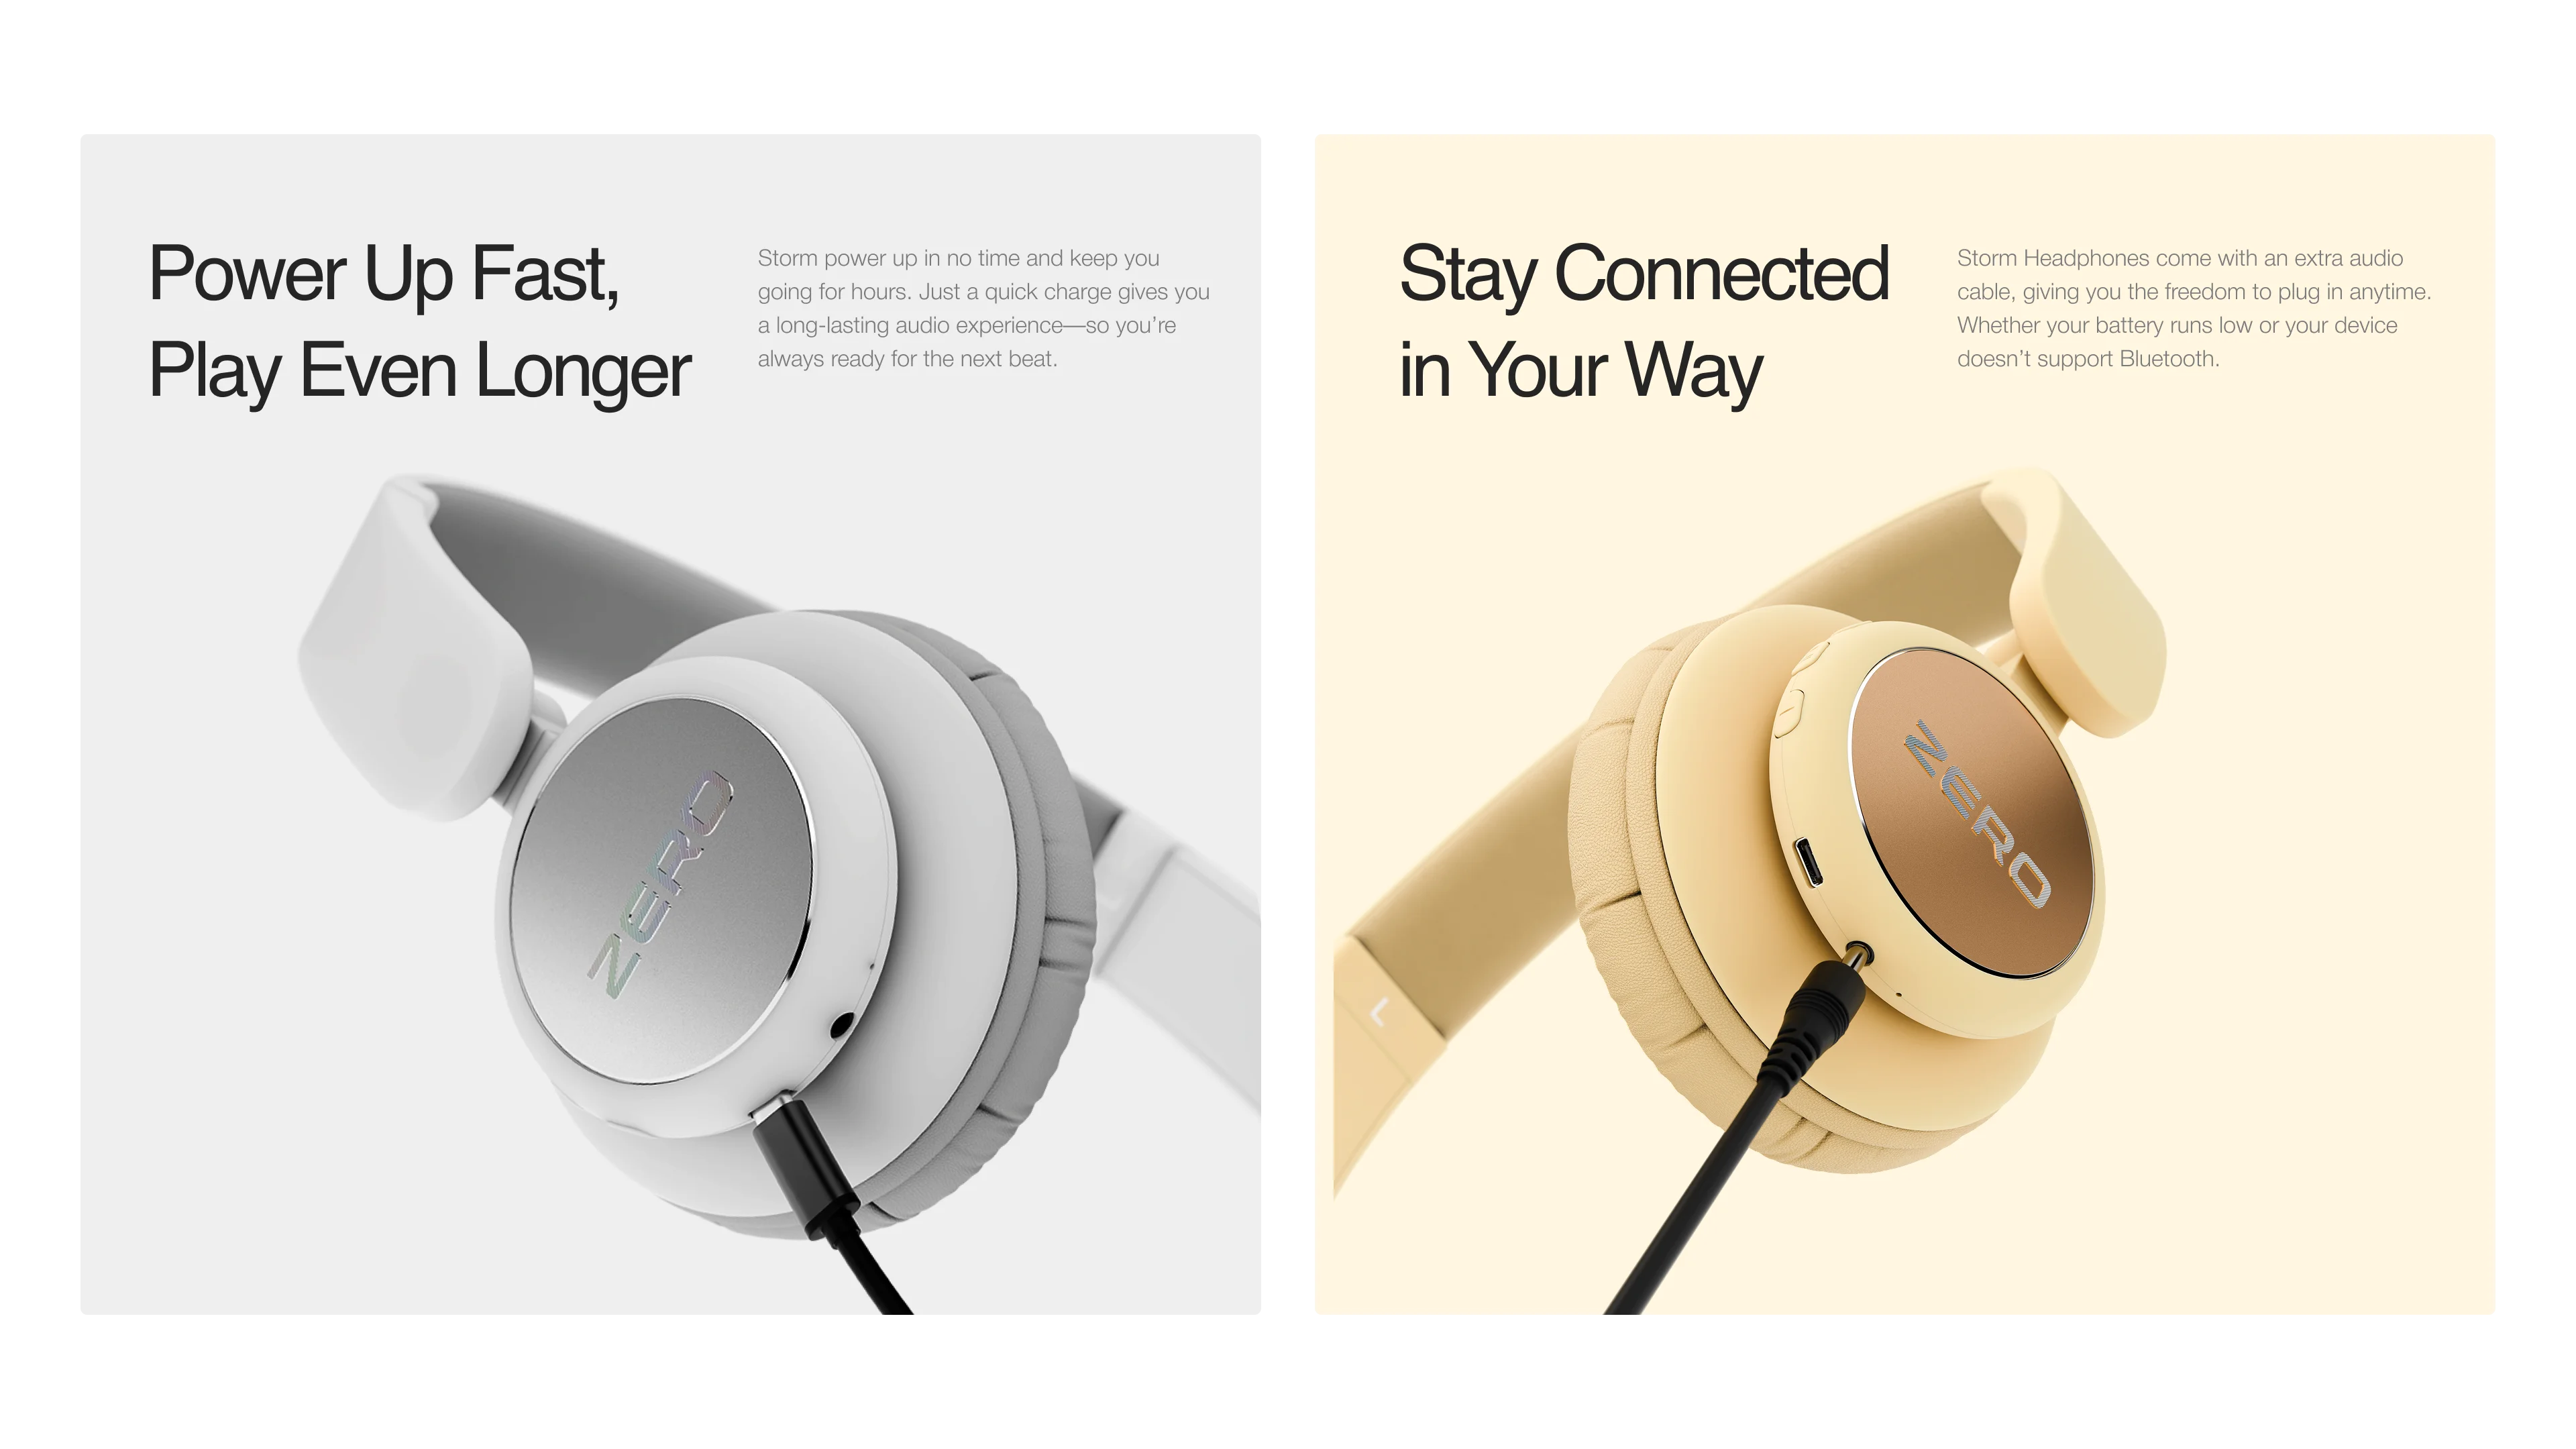 Power Up Fast,
Play Even Longer
Storm power up in no time and keep you
going for hours. Just a quick charge gives you
a long-lasting audio experience—so you’re
always ready for the next beat.
ZERO
Stay Connected
in Your Way
Storm Headphones come with an extra audio
cable, giving you the freedom to plug in anytime.
Whether your battery runs low or your device
doesn’t support Bluetooth.
ZERO
L